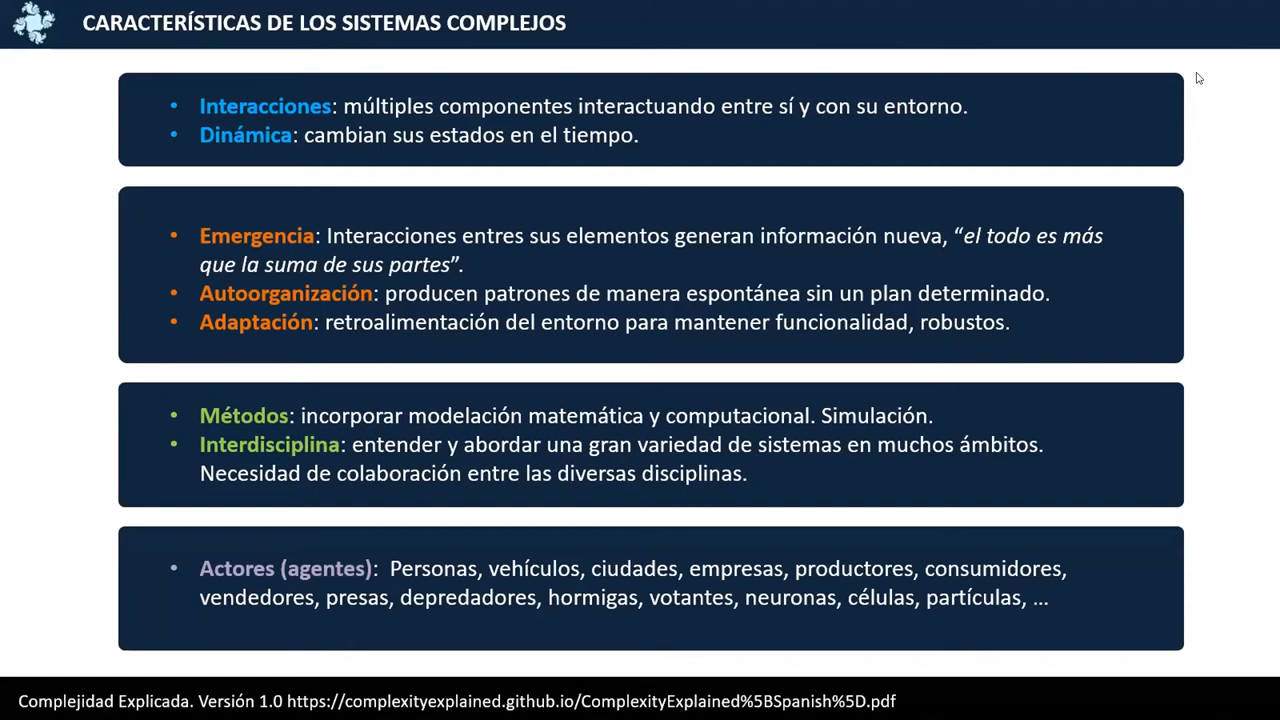 CARACTERÍSTICAS DE LOS SISTEMAS COMPLEJOS
• Interacciones: múltiples componentes interactuando entre sí y con su entorno.
• Dinámica: cambian sus estados en el tiempo.
• Emergencia: Interacciones entres sus elementos generan información nueva, “el todo es más
que la suma de sus partes”.
• Autoorganización: producen patrones de manera espontánea sin un plan determinado.
• Adaptación: retroalimentación del entorno para mantener funcionalidad, robustos.
• Métodos: incorporar modelación matemática y computacional. Simulación.
• Interdisciplina: entender y abordar una gran variedad de sistemas en muchos ámbitos.
Necesidad de colaboración entre las diversas disciplinas.
• Actores (agentes): Personas, vehículos, ciudades, empresas, productores, consumidores,
vendedores, presas, depredadores, hormigas, votantes, neuronas, células, partículas, ...
Complejidad Explicada. Versión 1.0 https://complexityexplained.github.io/ComplexityExplained%5BSpanish%5D.pdf